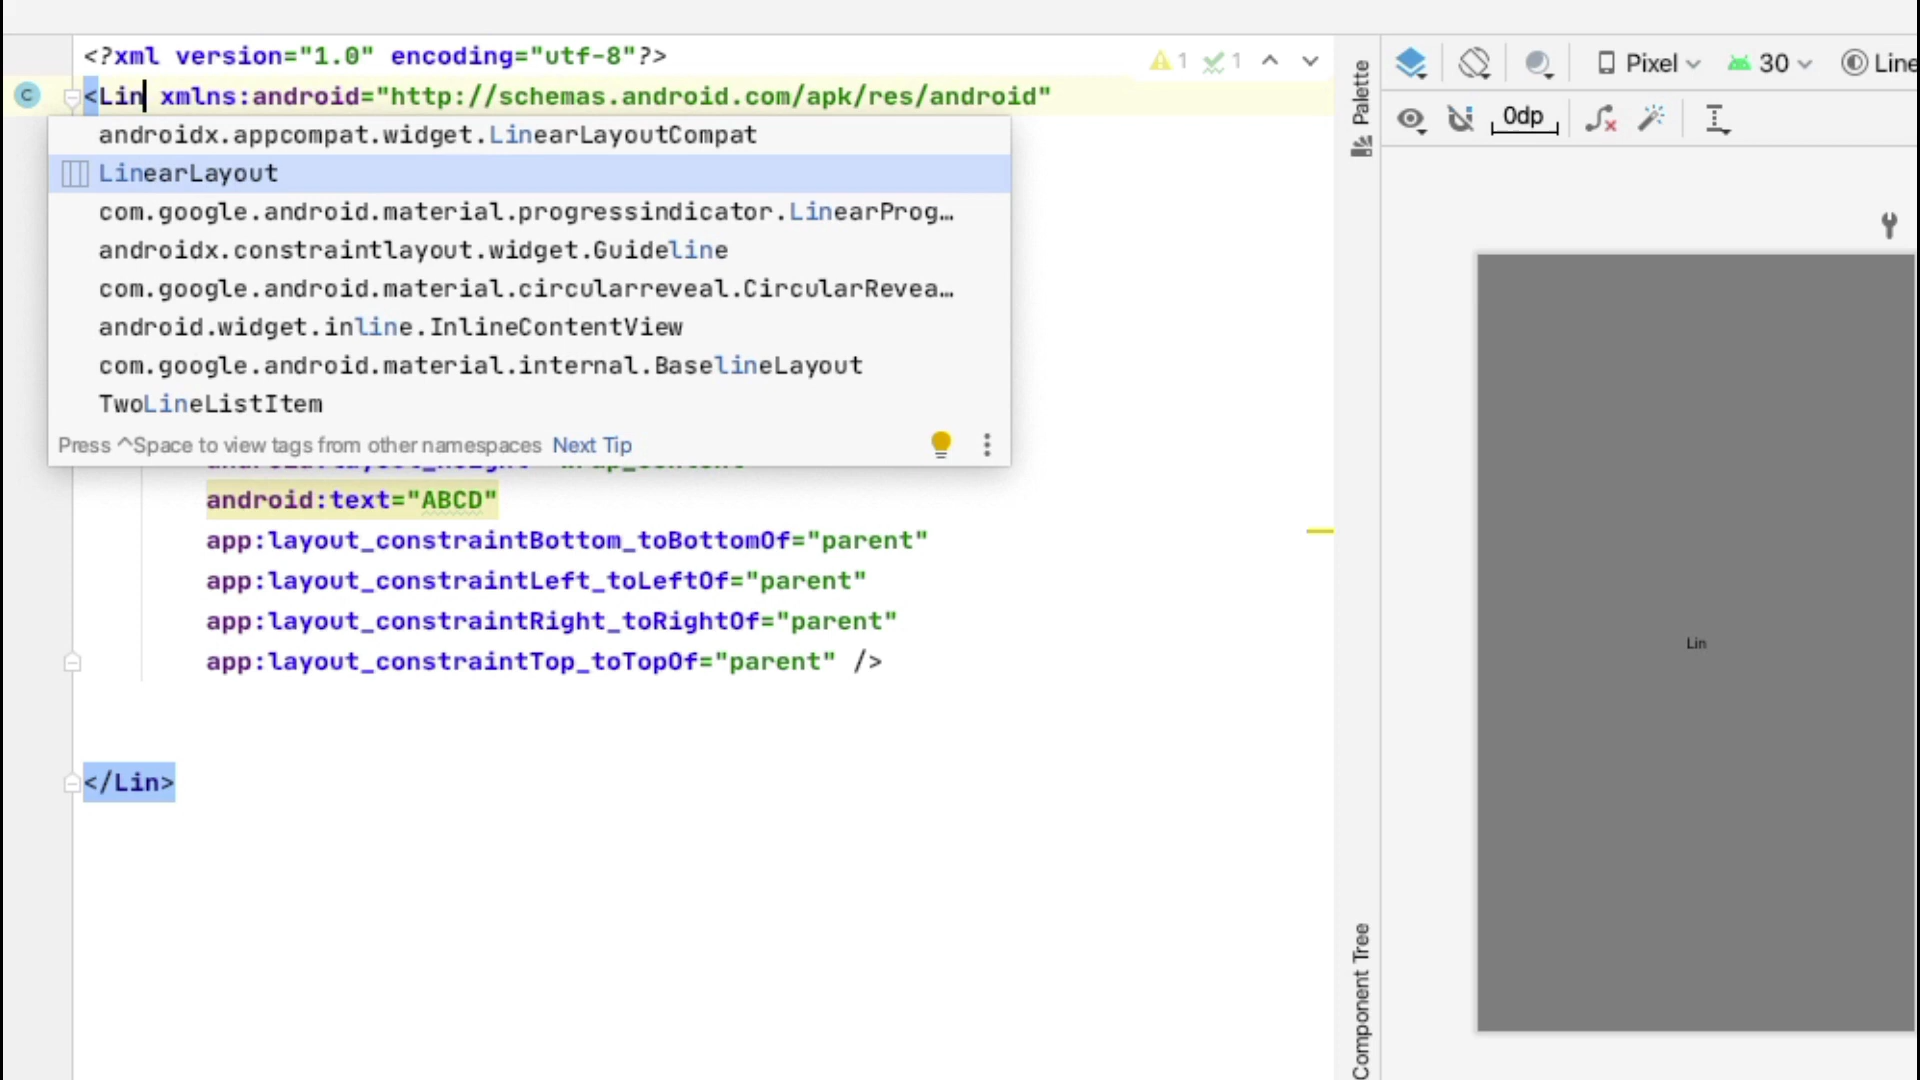 <?xml version="1.0" encoding="utf-8"?>
1 1
Pixel 30 Line
<Lin xmlns:android="http://schemas.android.com/apk/res/android"
0dp
Palette
androidx.appcompat.widget.LinearLayoutCompat
LinearLayout
com.google.android.material.progressindicator.LinearProg…
androidx.constraintlayout.widget.Guideline
com.google.android.material.circularreveal.CircularRevea…
android.widget.inline.InlineContentView
com.google.android.material.internal.BaselineLayout
TwoLineListItem
Press ^Space to view tags from other namespaces Next Tip
android:text="ABCD"
app:layout_constraintBottom_toBottomOf="parent"
app:layout_constraintLeft_toLeftOf="parent"
app:layout_constraintRight_toRightOf="parent"
app:layout_constraintTop_toTopOf="parent" />
</Lin>
Lin
Component Tree
C